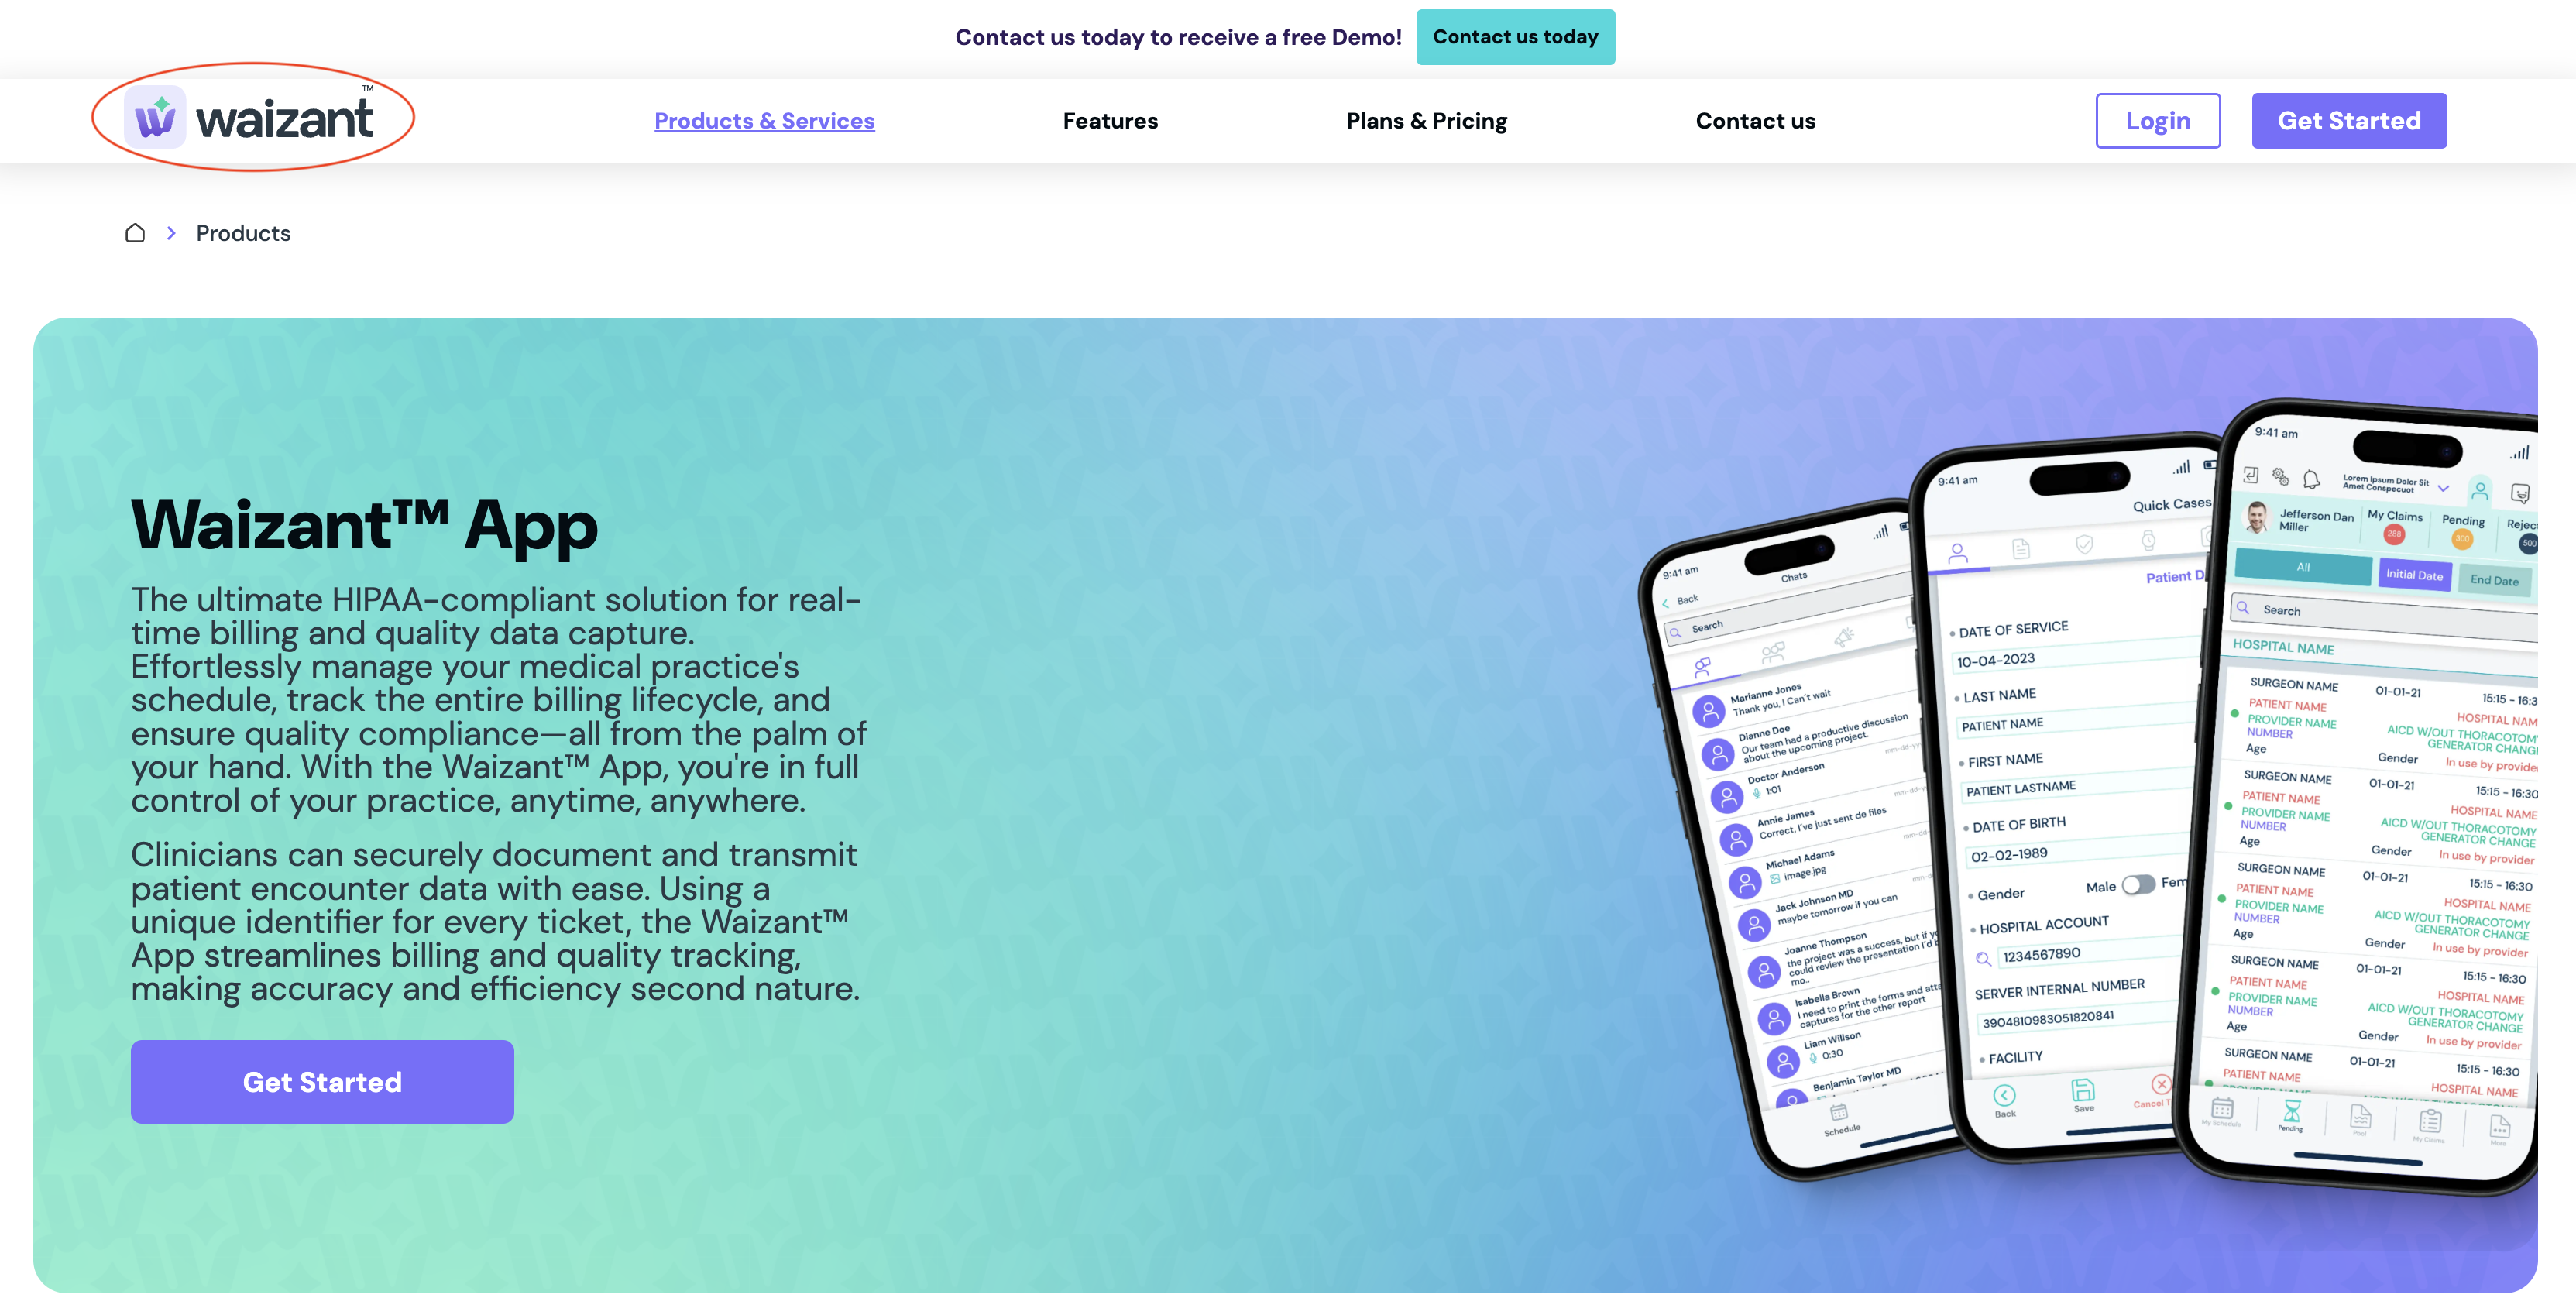 Contact us today to receive a free Demo!
Contact us today
waizant™
Products & Services
Features
Plans & Pricing
Contact us
Login
Get Started
Products
Waizant™ App
The ultimate HIPAA-compliant solution for real-
time billing and quality data capture.
Effortlessly manage your medical practice's
schedule, track the entire billing lifecycle, and
ensure quality compliance—all from the palm of
your hand. With the Waizant™ App, you're in full
control of your practice, anytime, anywhere.
Clinicians can securely document and transmit
patient encounter data with ease. Using a
unique identifier for every ticket, the Waizant™
App streamlines billing and quality tracking,
making accuracy and efficiency second nature.
Get Started
9:41 am
Chats
Back
Search
Marianne Jones
Thank you, I Can't wait
Dianne Doe
Our team had a productive discussion
about the upcoming project.
mm-dd-yy
Doctor Anderson
1:01
mm-dd-yy
Annie James
Correct, I've just sent de files
mm-dd-
Michael Adams
image.jpg
mm-d
Jack Johnson MD
maybe tomorrow if you can
Joanne Thompson
the project was a success, but if
could review the presentation I'd
mo..
Isabella Brown
I need to print the forms and
captures for the other report
Liam Willson
0:30
Benjamin Taylor MD
Schedule
9:41 am
Quick Cases
Patient D
DATE OF SERVICE
10-04-2023
LAST NAME
PATIENT NAME
FIRST NAME
PATIENT LASTNAME
DATE OF BIRTH
02-02-1989
Gender
Male
Fem
HOSPITAL ACCOUNT
1234567890
SERVER INTERNAL NUMBER
3904810983051820841
FACILITY
Back
Save
Cancel T
9:41 am
Lorem Ipsum Dolor Sit
Amet Conspecuot
Jefferson Dan
Miller
My Claims
288
Pending
300
Reject
500
All
Initial Date
End Date
Search
HOSPITAL NAME
SURGEON NAME
01-01-21
15:15 - 16:3
PATIENT NAME
HOSPITAL NAM
PROVIDER NAME
AICD W/OUT THORACOTOMY
NUMBER
GENERATOR CHANGE
Age
Gender
In use by provider
SURGEON NAME
01-01-21
15:15 - 16:30
PATIENT NAME
HOSPITAL NAME
PROVIDER NAME
AICD W/OUT THORACOTOMY
NUMBER
GENERATOR CHANGE
Age
Gender
In use by provider
SURGEON NAME
01-01-21
15:15 - 16:30
PATIENT NAME
HOSPITAL NAME
PROVIDER NAME
AICD W/OUT THORACOTOMY
NUMBER
GENERATOR CHANGE
Age
Gender
In use by provider
SURGEON NAME
01-01-21
15:15 - 16:30
PATIENT NAME
HOSPITAL NAME
PROVIDER NAME
AICD W/OUT THORACOTOMY
NUMBER
GENERATOR CHANGE
Age
Gender
In use by provider
SURGEON NAME
01-01-21
15:15 - 16:30
PATIENT NAME
HOSPITAL NAME
My Schedule
Pending
Pool
My Claims
More